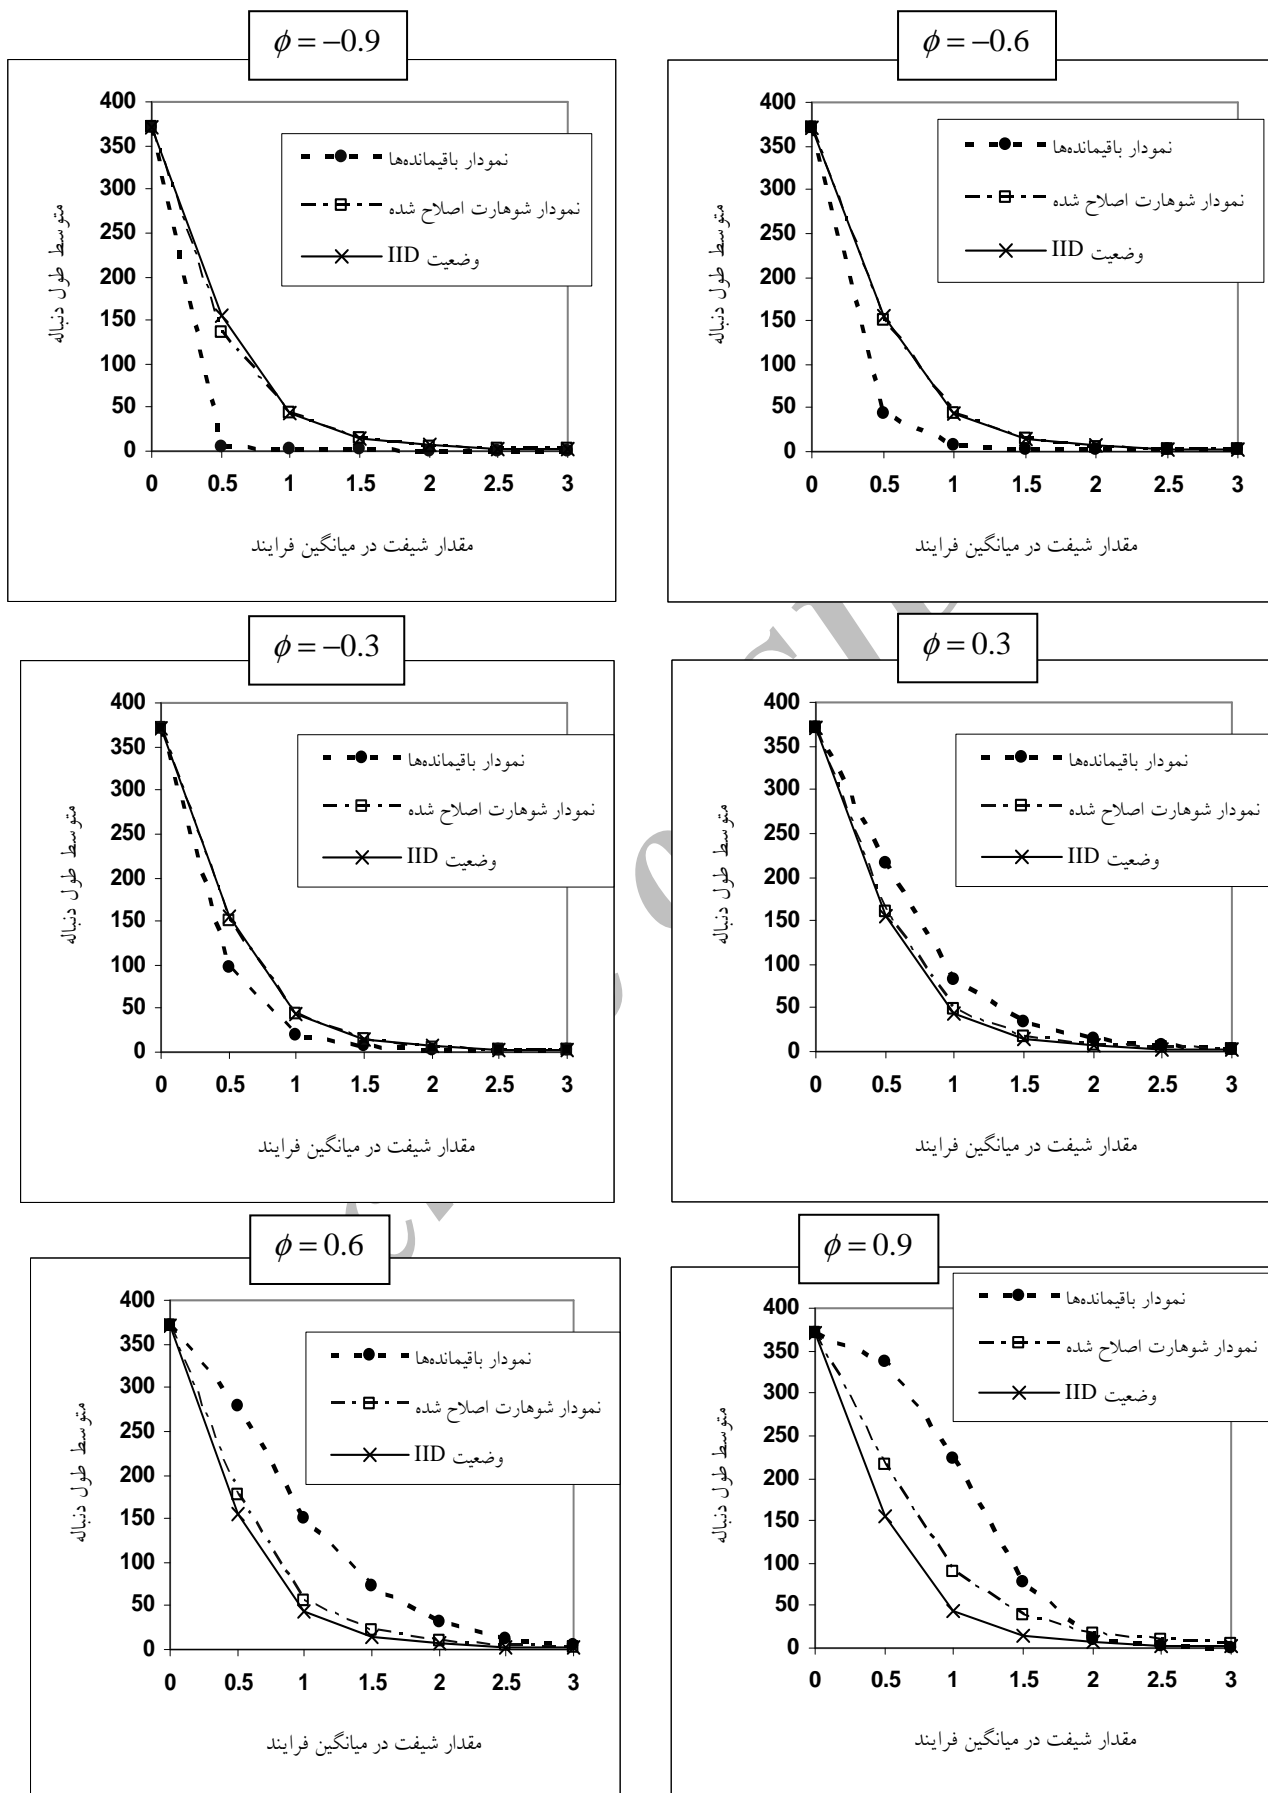 ϕ = −0.9
400
350
300
250
200
150
100
50
0
0 0.5 1 1.5 2 2.5 3
نمودار باقیمانده‌ها
نمودار شوهارت اصلاح شده
وضعیت IID
متوسط طول دنباله
مقدار شیفت در میانگین فرایند
ϕ = −0.6
400
350
300
250
200
150
100
50
0
0 0.5 1 1.5 2 2.5 3
نمودار باقیمانده‌ها
نمودار شوهارت اصلاح شده
وضعیت IID
متوسط طول دنباله
مقدار شیفت در میانگین فرایند
ϕ = −0.3
400
350
300
250
200
150
100
50
0
0 0.5 1 1.5 2 2.5 3
نمودار باقیمانده‌ها
نمودار شوهارت اصلاح شده
وضعیت IID
متوسط طول دنباله
مقدار شیفت در میانگین فرایند
ϕ = 0.3
400
350
300
250
200
150
100
50
0
0 0.5 1 1.5 2 2.5 3
نمودار باقیمانده‌ها
نمودار شوهارت اصلاح شده
وضعیت IID
متوسط طول دنباله
مقدار شیفت در میانگین فرایند
ϕ = 0.6
400
350
300
250
200
150
100
50
0
0 0.5 1 1.5 2 2.5 3
نمودار باقیمانده‌ها
نمودار شوهارت اصلاح شده
وضعیت IID
متوسط طول دنباله
مقدار شیفت در میانگین فرایند
ϕ = 0.9
400
350
300
250
200
150
100
50
0
0 0.5 1 1.5 2 2.5 3
نمودار باقیمانده‌ها
نمودار شوهارت اصلاح شده
وضعیت IID
متوسط طول دنباله
مقدار شیفت در میانگین فرایند